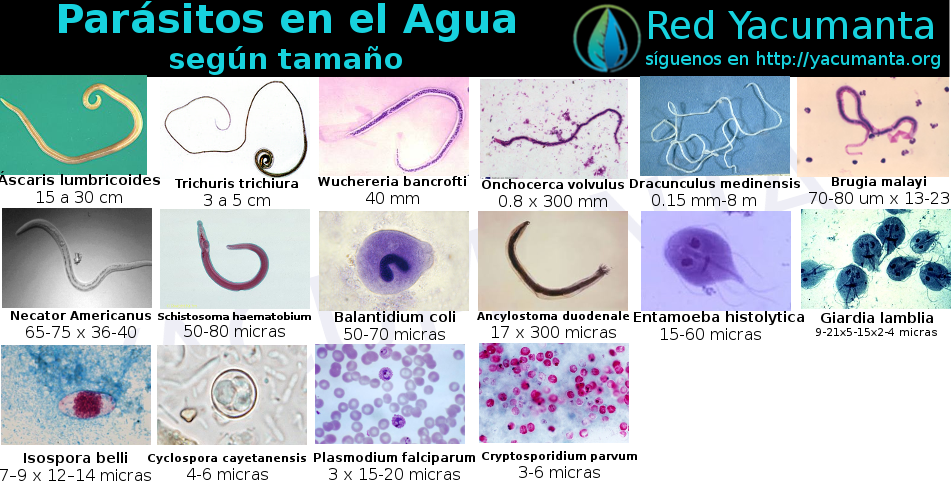 Parásitos en el Agua
según tamaño
Red Yacumanta
síguenos en http://yacumanta.org
Áscaris lumbricoides
15 a 30 cm
Trichuris trichiura
3 a 5 cm
Wuchereria bancrofti
40 mm
Onchocerca volvulus
0.8 x 300 mm
Dracunculus medinensis
0.15 mm-8 m
Brugia malayi
70-80 um x 13-23
Necator Americanus
65-75 x 36-40
Schistosoma haematobium
50-80 micras
Balantidium coli
50-70 micras
Ancylostoma duodenale
17 x 300 micras
Entamoeba histolytica
15-60 micras
Giardia lamblia
9-21x5-15x2-4 micras
Isospora belli
7–9 x 12–14 micras
Cyclospora cayetanensis
4-6 micras
Plasmodium falciparum
3 x 15-20 micras
Cryptosporidium parvum
3-6 micras